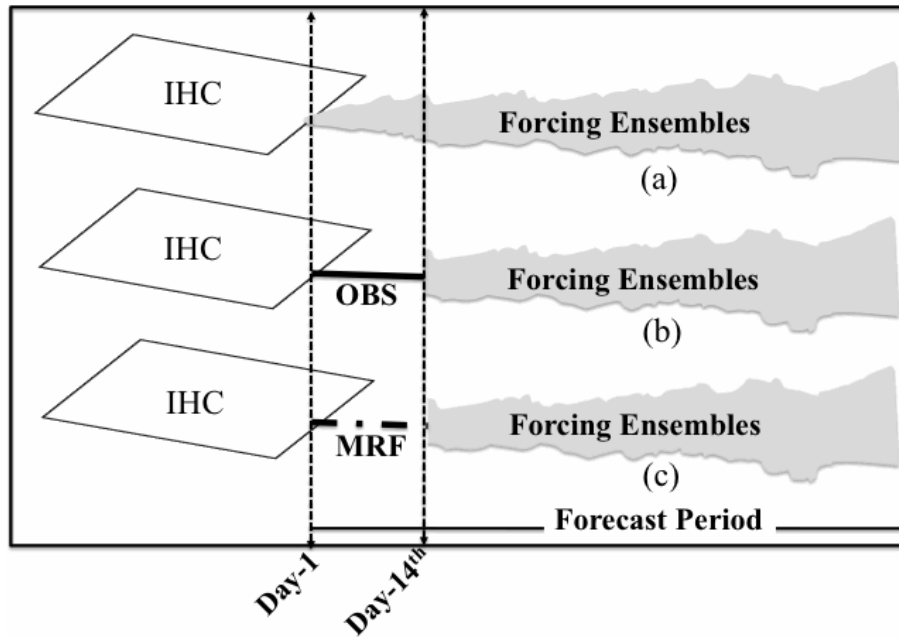 IHC
Forcing Ensembles
(a)
IHC
OBS
Forcing Ensembles
(b)
IHC
MRF
Forcing Ensembles
(c)
Forecast Period
Day-1
Day-14th